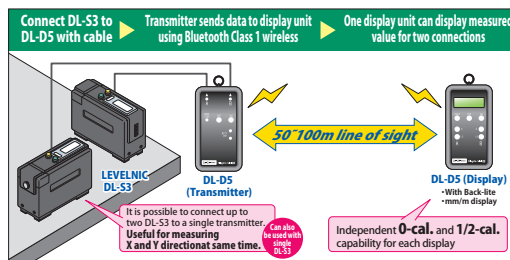 Connect DL-S3 to
DL-D5 with cable
Transmitter sends data to display unit
using Bluetooth Class 1 wireless
One display unit can display measured
value for two connections
50~100m line of sight
LEVELNIC
DL-S3
DL-D5
(Transmitter)
DL-D5 (Display)
・With Back-lite
・mm/m display
It is possible to connect up to
two DL-S3 to a single transmitter.
Useful for measuring
X and Y directionat same time.
Can also
be used with
single
DL-S3
Independent 0-cal. and 1/2-cal.
capability for each display